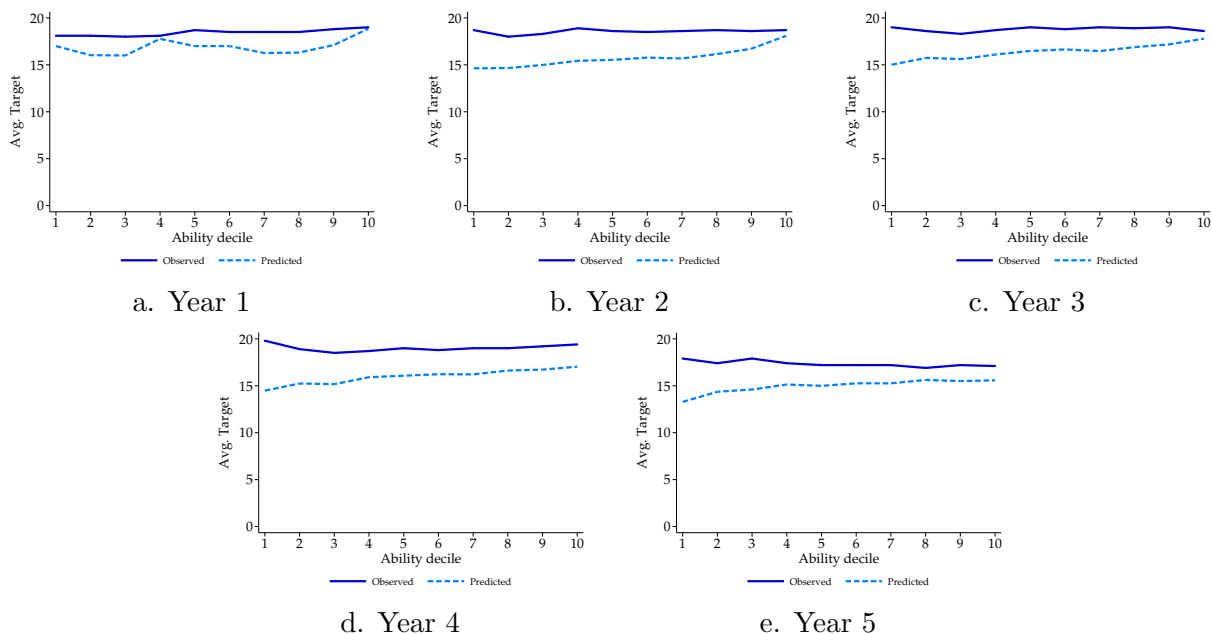 Avg. Target
20
15
10
5
0
1 2 3 4 5 6 7 8 9 10
Ability decile
Observed Predicted
a. Year 1
Avg. Target
20
15
10
5
0
1 2 3 4 5 6 7 8 9 10
Ability decile
Observed Predicted
b. Year 2
Avg. Target
20
15
10
5
0
1 2 3 4 5 6 7 8 9 10
Ability decile
Observed Predicted
c. Year 3
Avg. Target
20
15
10
5
0
1 2 3 4 5 6 7 8 9 10
Ability decile
Observed Predicted
d. Year 4
Avg. Target
20
15
10
5
0
1 2 3 4 5 6 7 8 9 10
Ability decile
Observed Predicted
e. Year 5